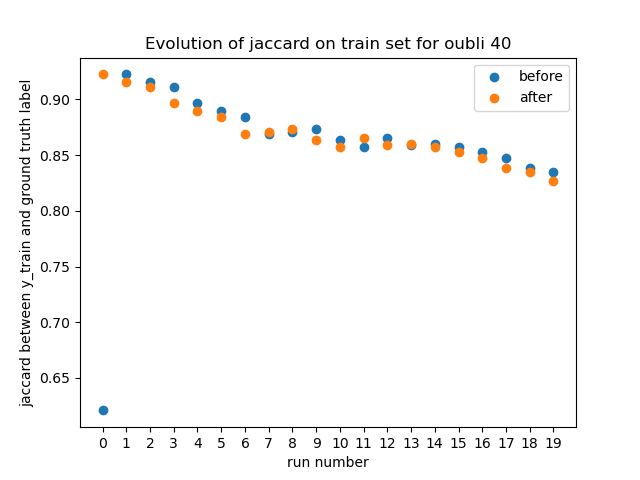 Evolution of jaccard on train set for oubli 40
before
after
0.90
0.85
0.80
0.75
0.70
0.65
jaccard between y_train and ground truth label
0 1 2 3 4 5 6 7 8 9 10 11 12 13 14 15 16 17 18 19
run number